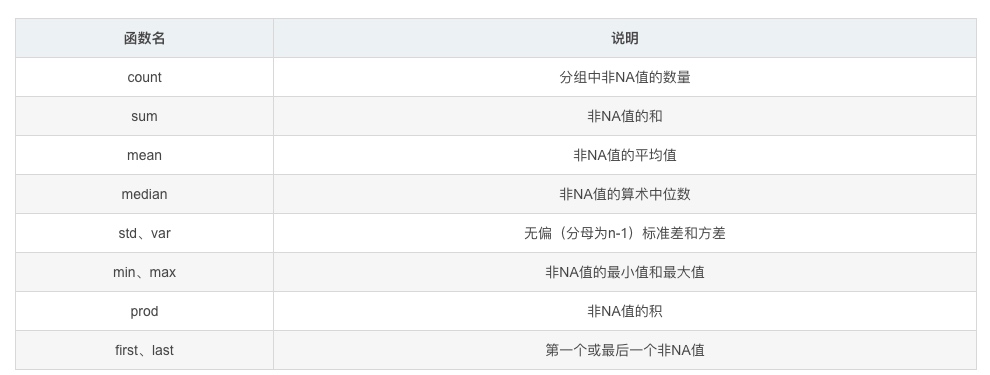 函数名 说明
count 分组中非NA值的数量
sum 非NA值的和
mean 非NA值的平均值
median 非NA值的算术中位数
std、var 无偏（分母为n-1）标准差和方差
min、max 非NA值的最小值和最大值
prod 非NA值的积
first、last 第一个或最后一个非NA值